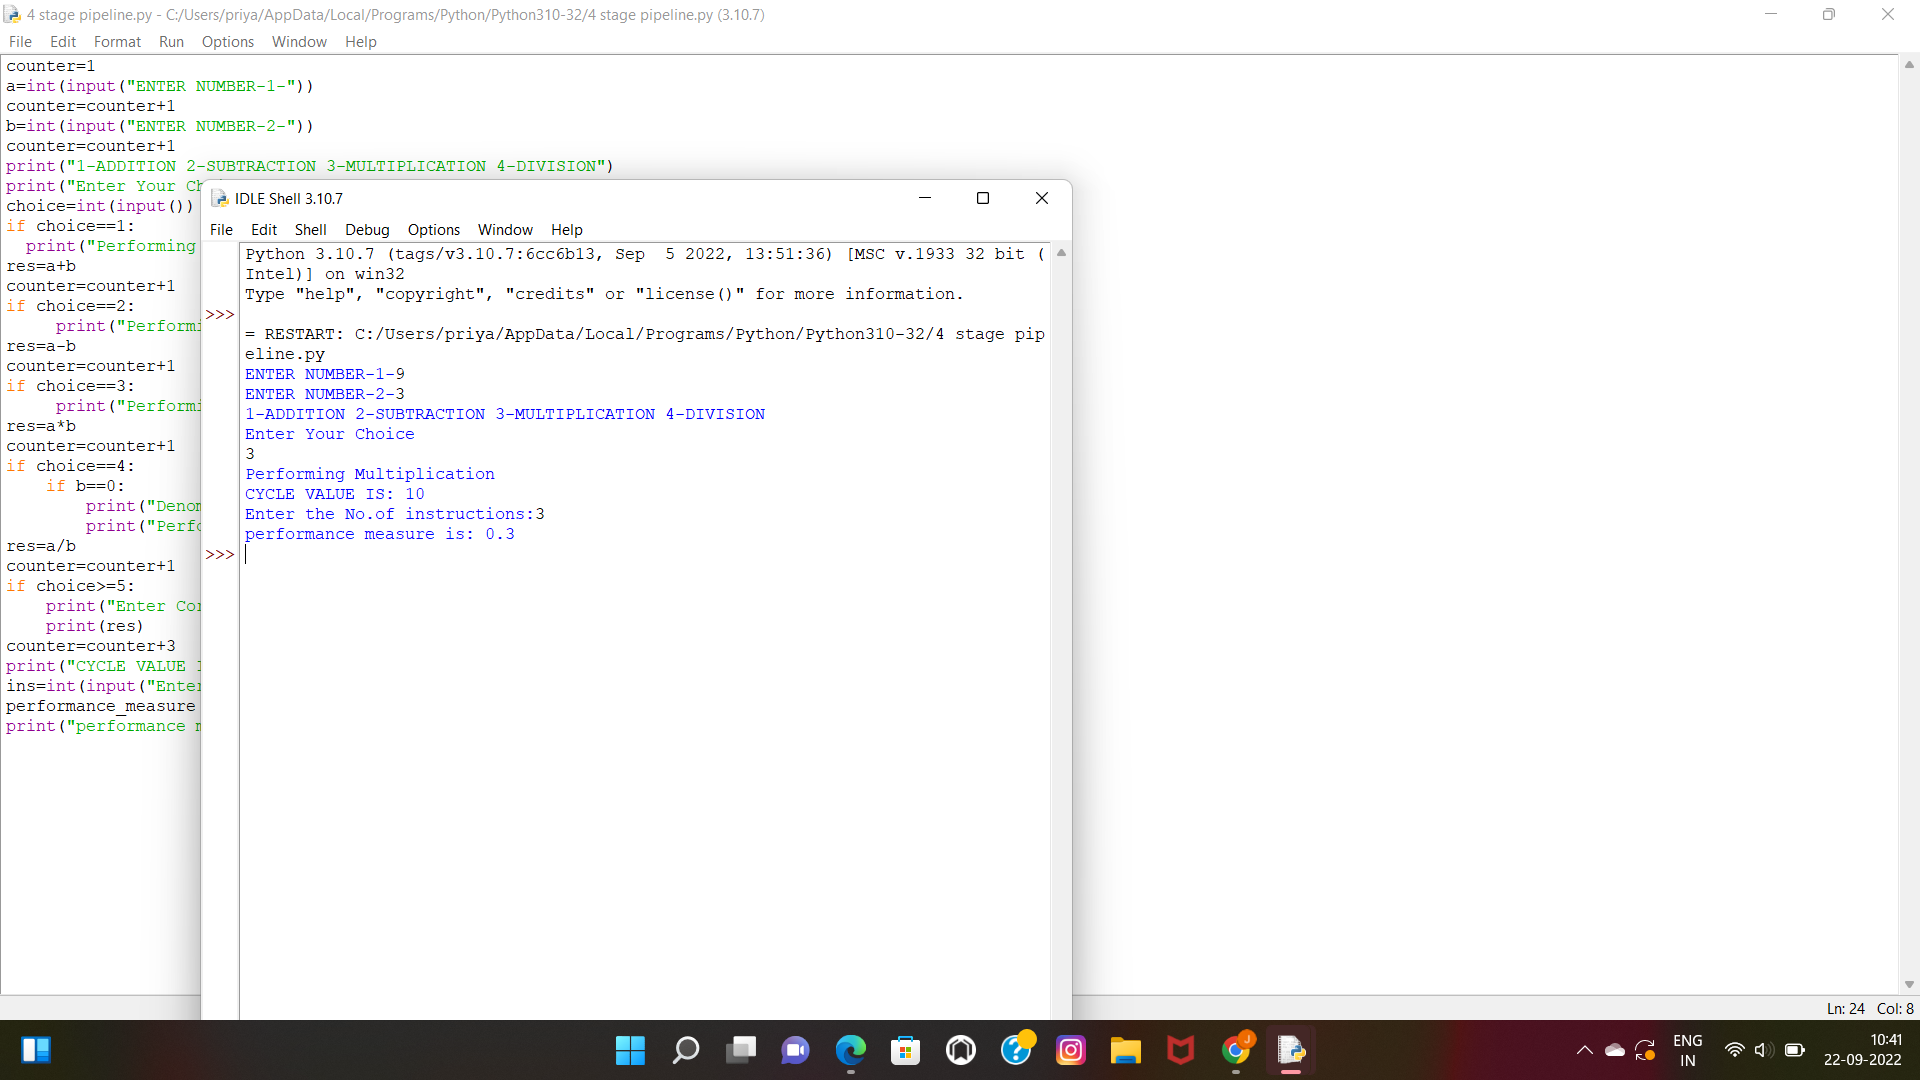 4 stage pipeline.py - C:/Users/priya/AppData/Local/Programs/Python/Python310-32/4 stage pipeline.py (3.10.7)
File Edit Format Run Options Window Help
counter=1
a=int(input("ENTER NUMBER-1-"))
counter=counter+1
b=int(input("ENTER NUMBER-2-"))
counter=counter+1
print("1-ADDITION 2-SUBTRACTION 3-MULTIPLICATION 4-DIVISION")
print("Enter Your
choice=int(input())
if choice==1:
print("Performing
res=a+b
counter=counter+1
if choice==2:
print("Performi
res=a-b
counter=counter+1
if choice==3:
print("Performi
res=a*b
counter=counter+1
if choice==4:
if b==0:
print("Denom
print("Perfo
res=a/b
counter=counter+1
if choice>=5:
print("Enter Cor
print(res)
counter=counter+3
print("CYCLE VALUE I
ins=int(input("Enter
performance_measure
print("performance m
IDLE Shell 3.10.7
File Edit Shell Debug Options Window Help
Python 3.10.7 (tags/v3.10.7:6cc6b13, Sep  5 2022, 13:51:36) [MSC v.1933 32 bit (
Intel)] on win32
Type "help", "copyright", "credits" or "license()" for more information.
>>>
= RESTART: C:/Users/priya/AppData/Local/Programs/Python/Python310-32/4 stage pip
eline.py
ENTER NUMBER-1-9
ENTER NUMBER-2-3
1-ADDITION 2-SUBTRACTION 3-MULTIPLICATION 4-DIVISION
Enter Your Choice
3
Performing Multiplication
CYCLE VALUE IS: 10
Enter the No.of instructions:3
performance measure is: 0.3
>>>
Ln: 24 Col: 8
J
ENG
IN
10:41
22-09-2022